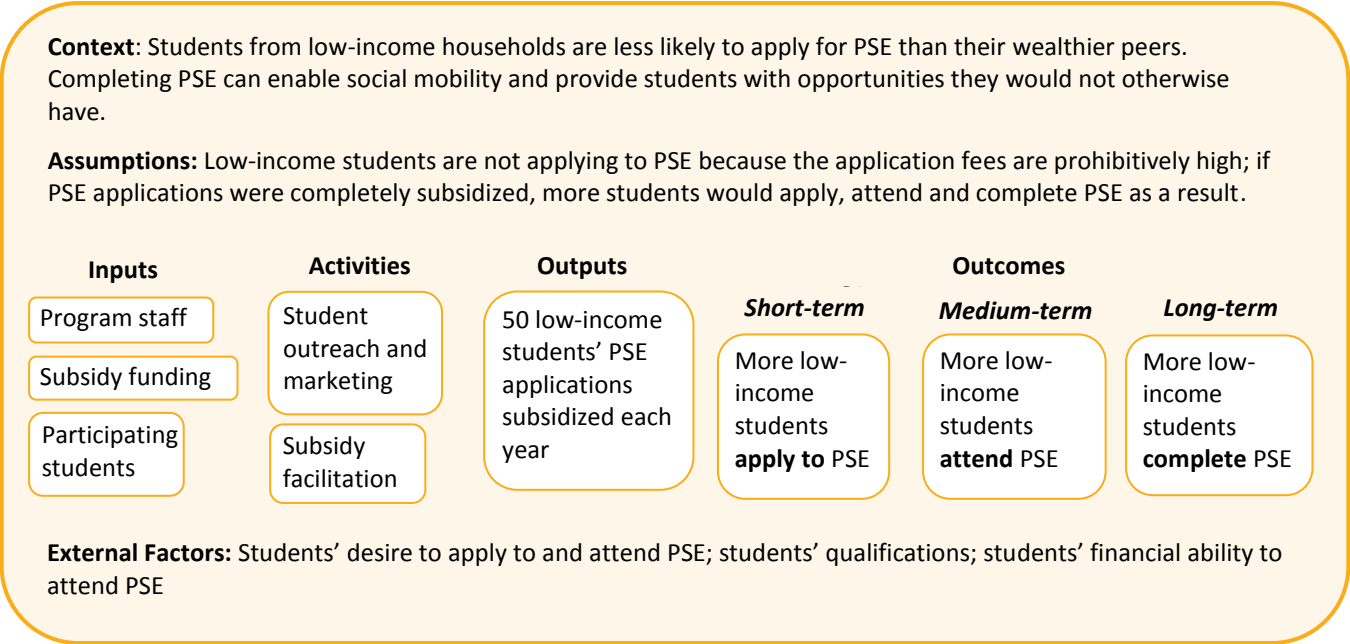 Context: Students from low-income households are less likely to apply for PSE than their wealthier peers.
Completing PSE can enable social mobility and provide students with opportunities they would not otherwise
have.
Assumptions: Low-income students are not applying to PSE because the application fees are prohibitively high; if
PSE applications were completely subsidized, more students would apply, attend and complete PSE as a result.
Inputs
Program staff
Subsidy funding
Participating
students
Activities
Student
outreach and
marketing
Subsidy
facilitation
Outputs
50 low-income
students’ PSE
applications
subsidized each
year
Outcomes
Short-term
More low-
income
students
apply to PSE
Medium-term
More low-
income
students
attend PSE
Long-term
More low-
income
students
complete PSE
External Factors: Students’ desire to apply to and attend PSE; students’ qualifications; students’ financial ability to
attend PSE